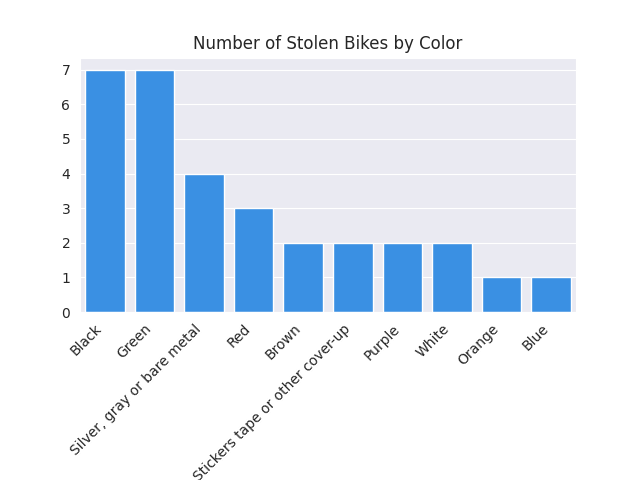 Number of Stolen Bikes by Color
7
6
5
4
3
2
1
0
Black
Green
Silver, gray or bare metal
Red
Brown
Stickers tape or other cover-up
Purple
White
Orange
Blue